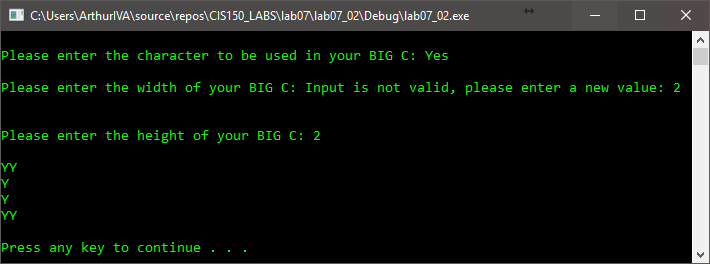 C:\Users\ArthurIVA\source\repos\CIS150_LABS\lab07\lab07_02\Debug\lab07_02.exe
Please enter the character to be used in your BIG C: Yes
Please enter the width of your BIG C: Input is not valid, please enter a new value: 2
Please enter the height of your BIG C: 2
YY
Y
Y
YY
Press any key to continue . . .